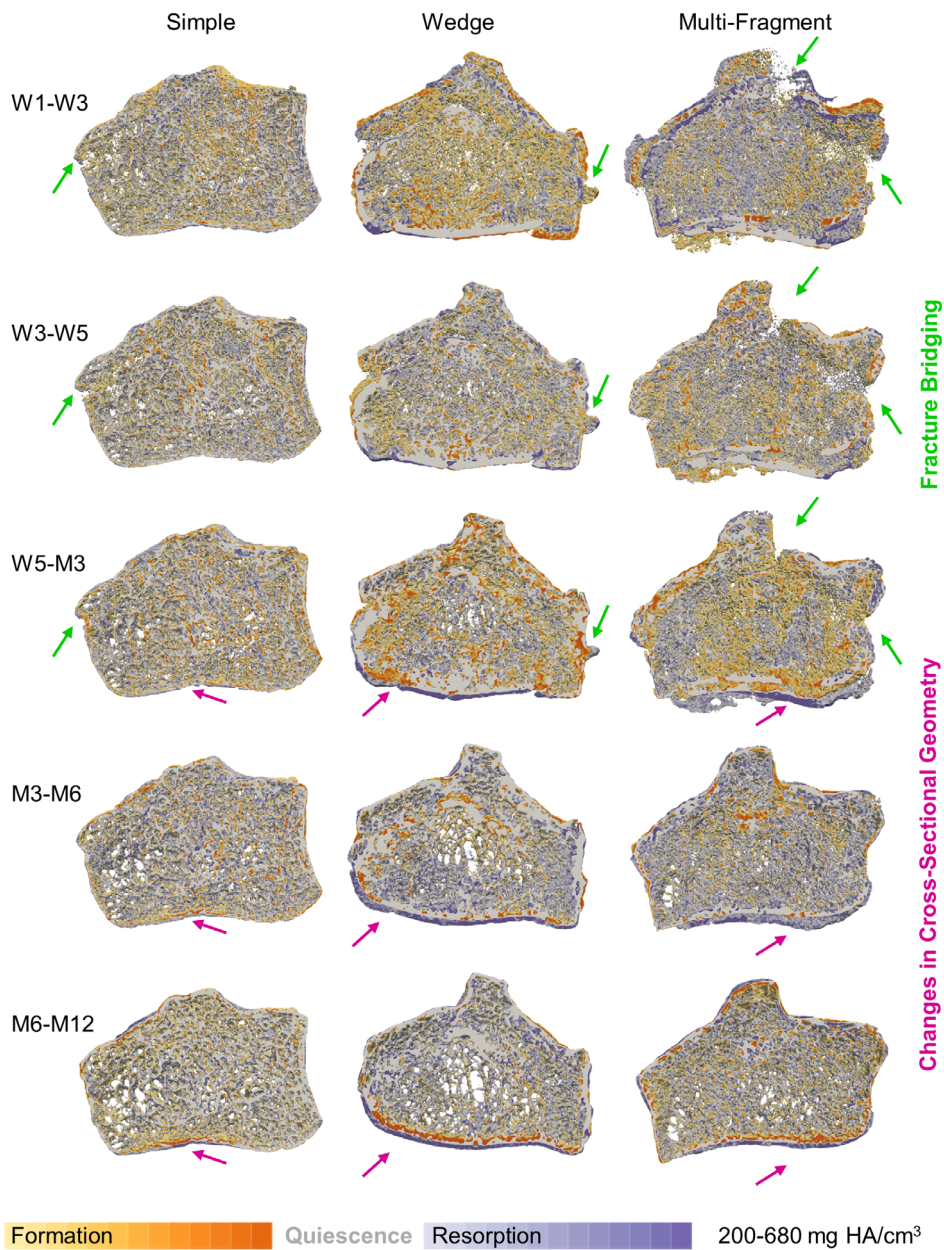 Simple
Wedge
Multi-Fragment
W1-W3
W3-W5
Fracture Bridging
W5-M3
M3-M6
Changes in Cross-Sectional Geometry
M6-M12
Formation
Quiescence
Resorption
200-680 mg HA/cm³